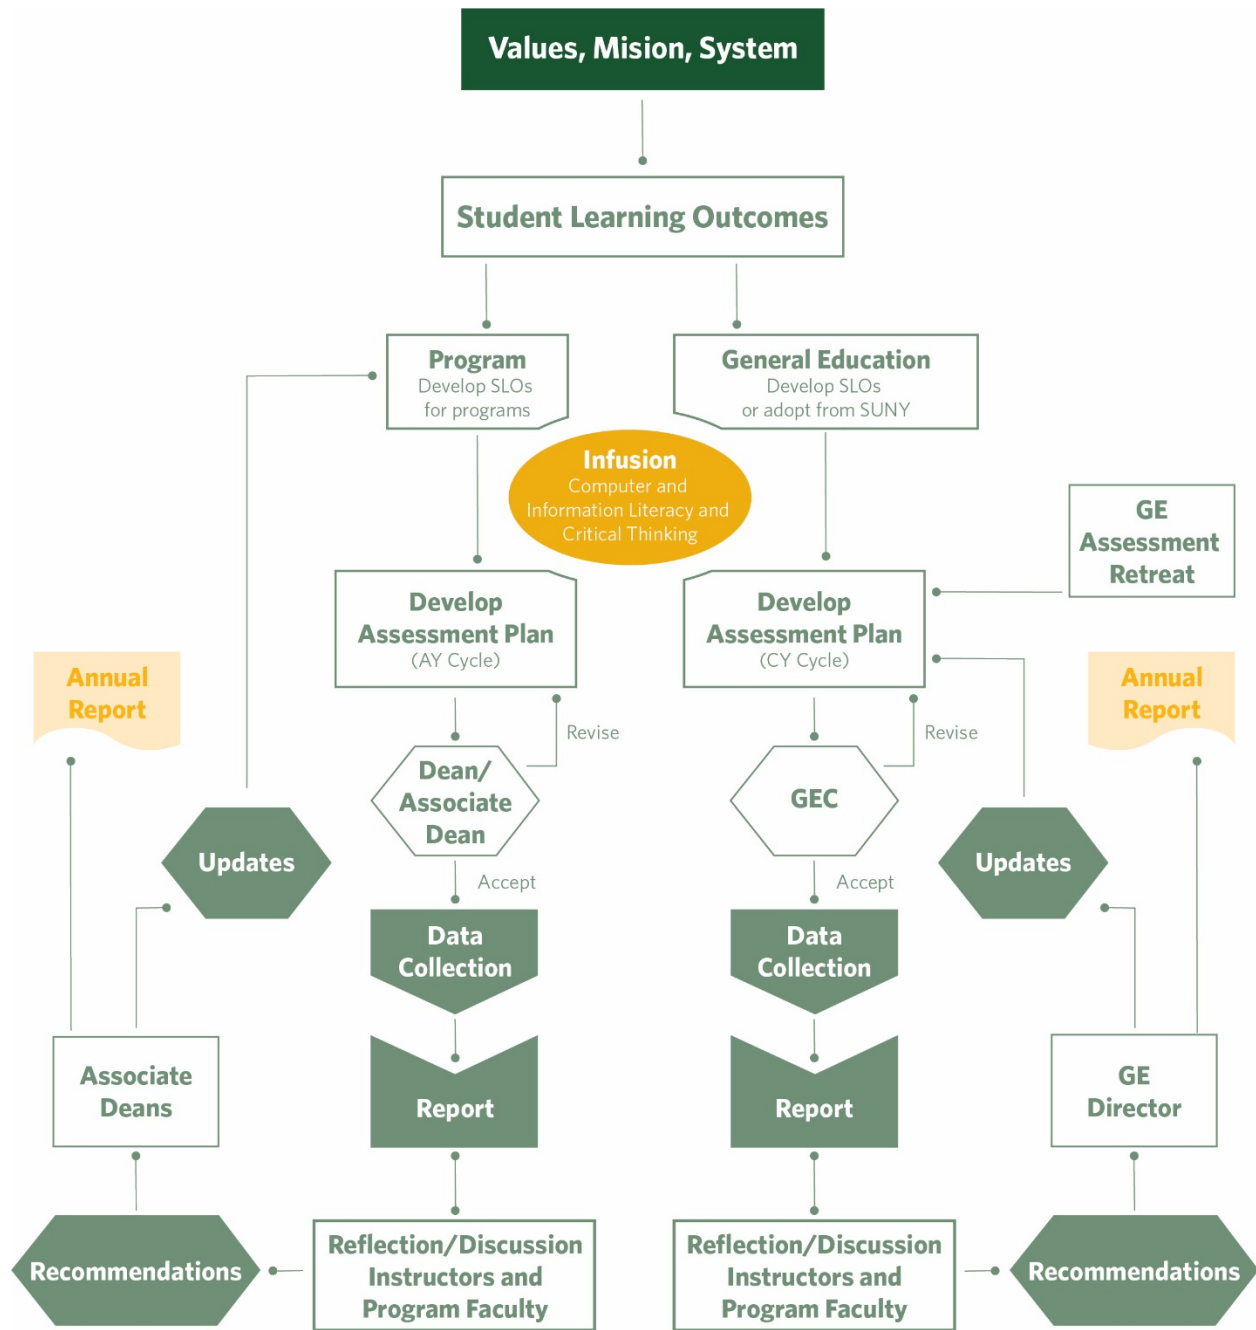 Values, Mision, System
Student Learning Outcomes
Program
Develop SLOs
for programs
General Education
Develop SLOs
or adopt from SUNY
Infusion
Computer and
Information Literacy and
Critical Thinking
GE
Assessment
Retreat
Develop
Assessment Plan
(AY Cycle)
Develop
Assessment Plan
(CY Cycle)
Annual
Report
Annual
Report
Revise
Revise
Dean/
Associate
Dean
GEC
Updates
Updates
Accept
Accept
Data
Collection
Data
Collection
Associate
Deans
Report
Report
GE
Director
Recommendations
Reflection/Discussion
Instructors and
Program Faculty
Reflection/Discussion
Instructors and
Program Faculty
Recommendations